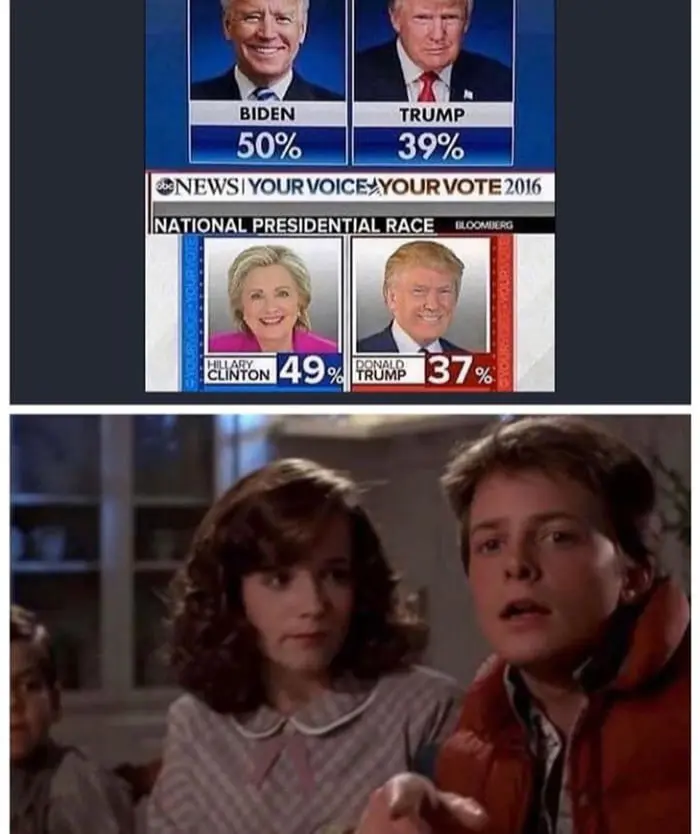 BIDEN TRUMP
50% 39%
abc NEWS | YOUR VOICE YOUR VOTE 2016
NATIONAL PRESIDENTIAL RACE BLOOMBERG
HILLARY CLINTON 49%
DONALD TRUMP 37%